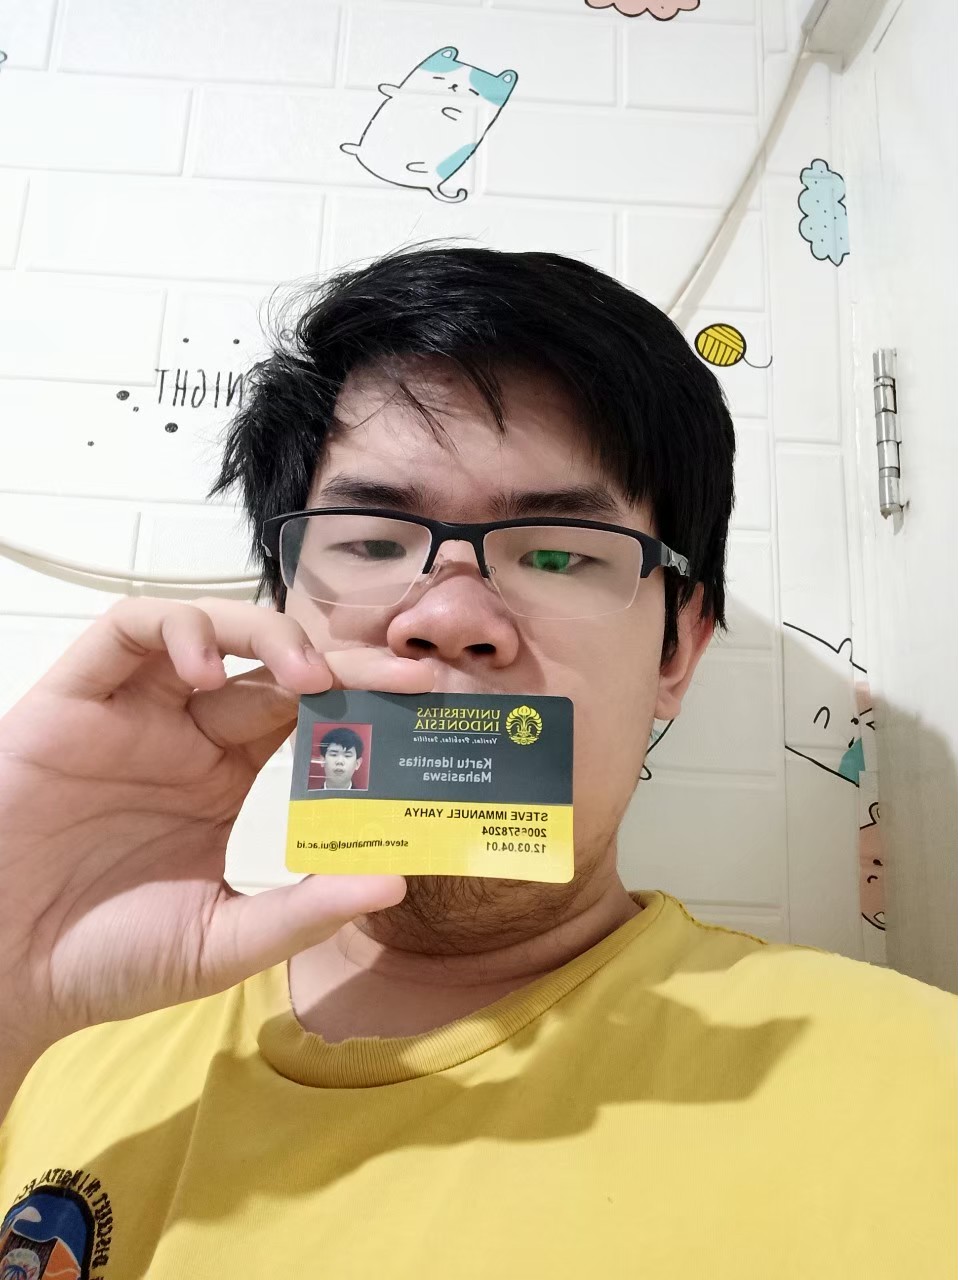 NIGHT
UNIVERSITAS
INDONESIA
Veritas, Probitas, Iustitia
Kartu Identitas
Mahasiswa
STEVE IMMANUEL YAHYA
2006578204
12.03.04.01
steve.immanuel@ui.ac.id